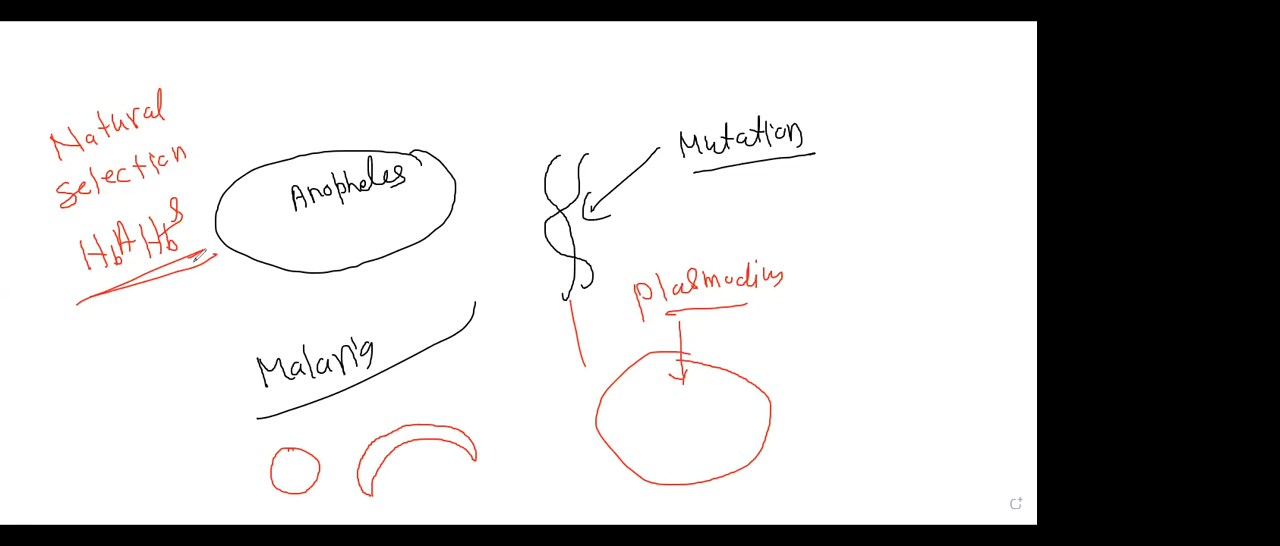 Natural
selection
HbA HbS
Anopheles
Mutation
plasmodium
Malaria